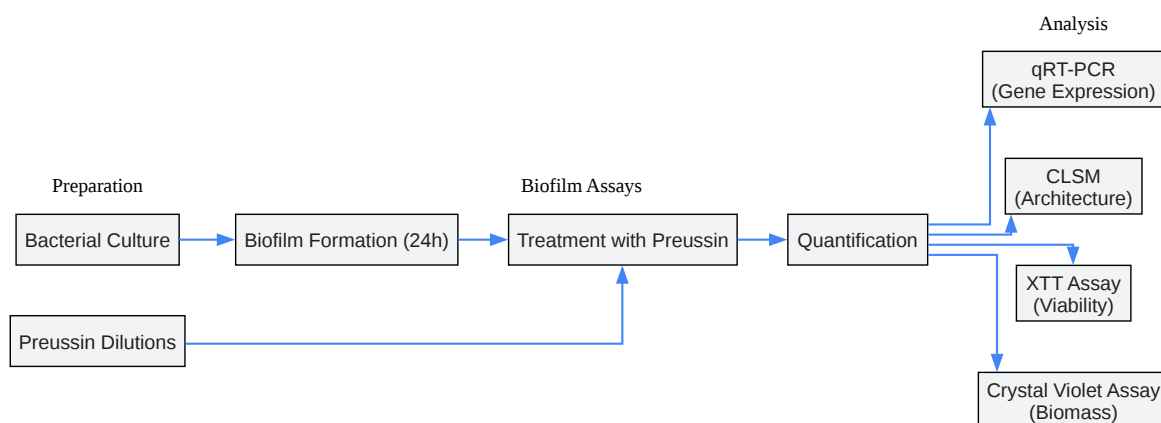 Analysis
qRT-PCR
(Gene Expression)
CLSM
(Architecture)
Preparation
Biofilm Assays
Bacterial Culture
Biofilm Formation (24h)
Treatment with Preussin
Quantification
XTT Assay
(Viability)
Preussin Dilutions
Crystal Violet Assay
(Biomass)